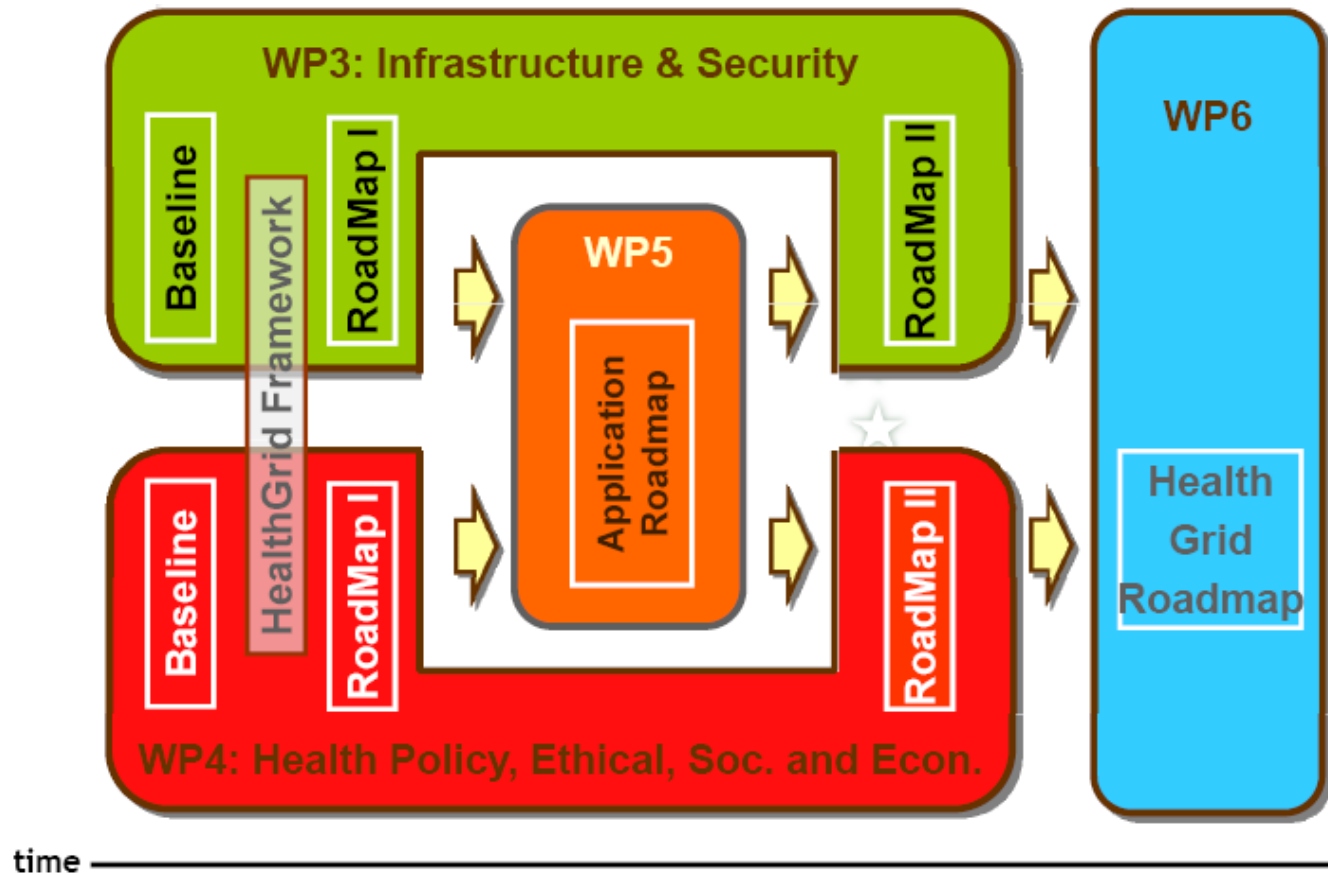 WP3: Infrastructure & Security
Baseline
RoadMap I
RoadMap II
HealthGrid Framework
WP5
Application
Roadmap
WP6
Health
Grid
Roadmap
Baseline
RoadMap I
RoadMap II
WP4: Health Policy, Ethical, Soc. and Econ.
time